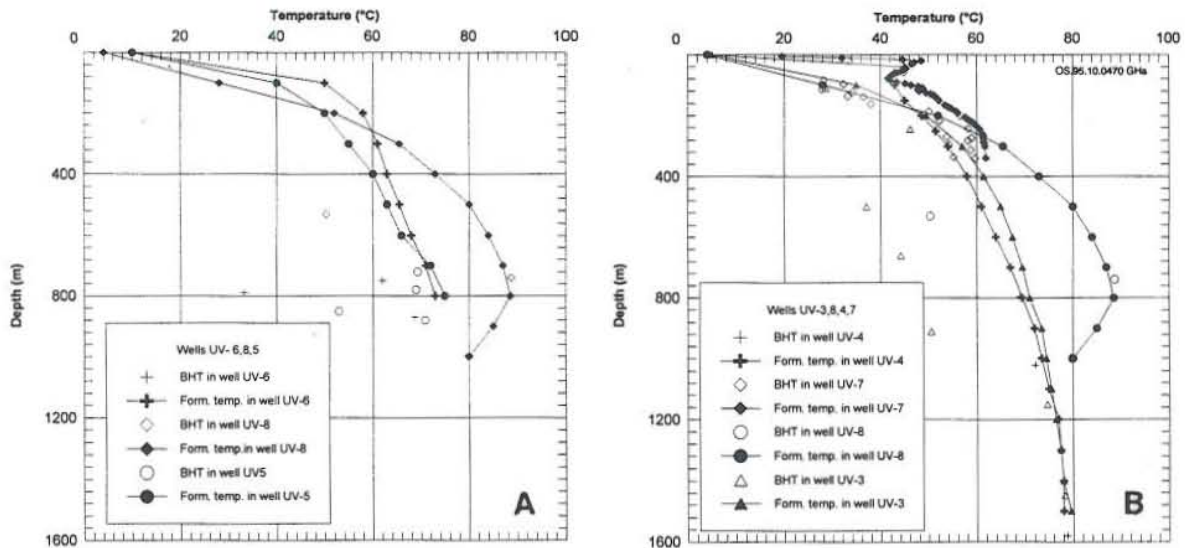 Temperature (°C)
0 20 40 60 80 100
0
400
800
1200
1600
Depth (m)
Wells UV- 6,8,5
BHT in well UV-6
Form. temp. in well UV-6
BHT in well UV-8
Form. temp.in well UV-8
BHT in well UV5
Form. temp. in well UV-5
A
Temperature (°C)
0 20 40 60 80 100
OS.95.10.0470 GHa
0
400
800
1200
1600
Depth (m)
Wells UV-3,8,4,7
BHT in well UV-4
Form. temp. in well UV-4
BHT in well UV-7
Form. temp. in well UV-7
BHT in well UV-8
Form. temp. in well UV-8
BHT in well UV-3
Form. temp. in well UV-3
B